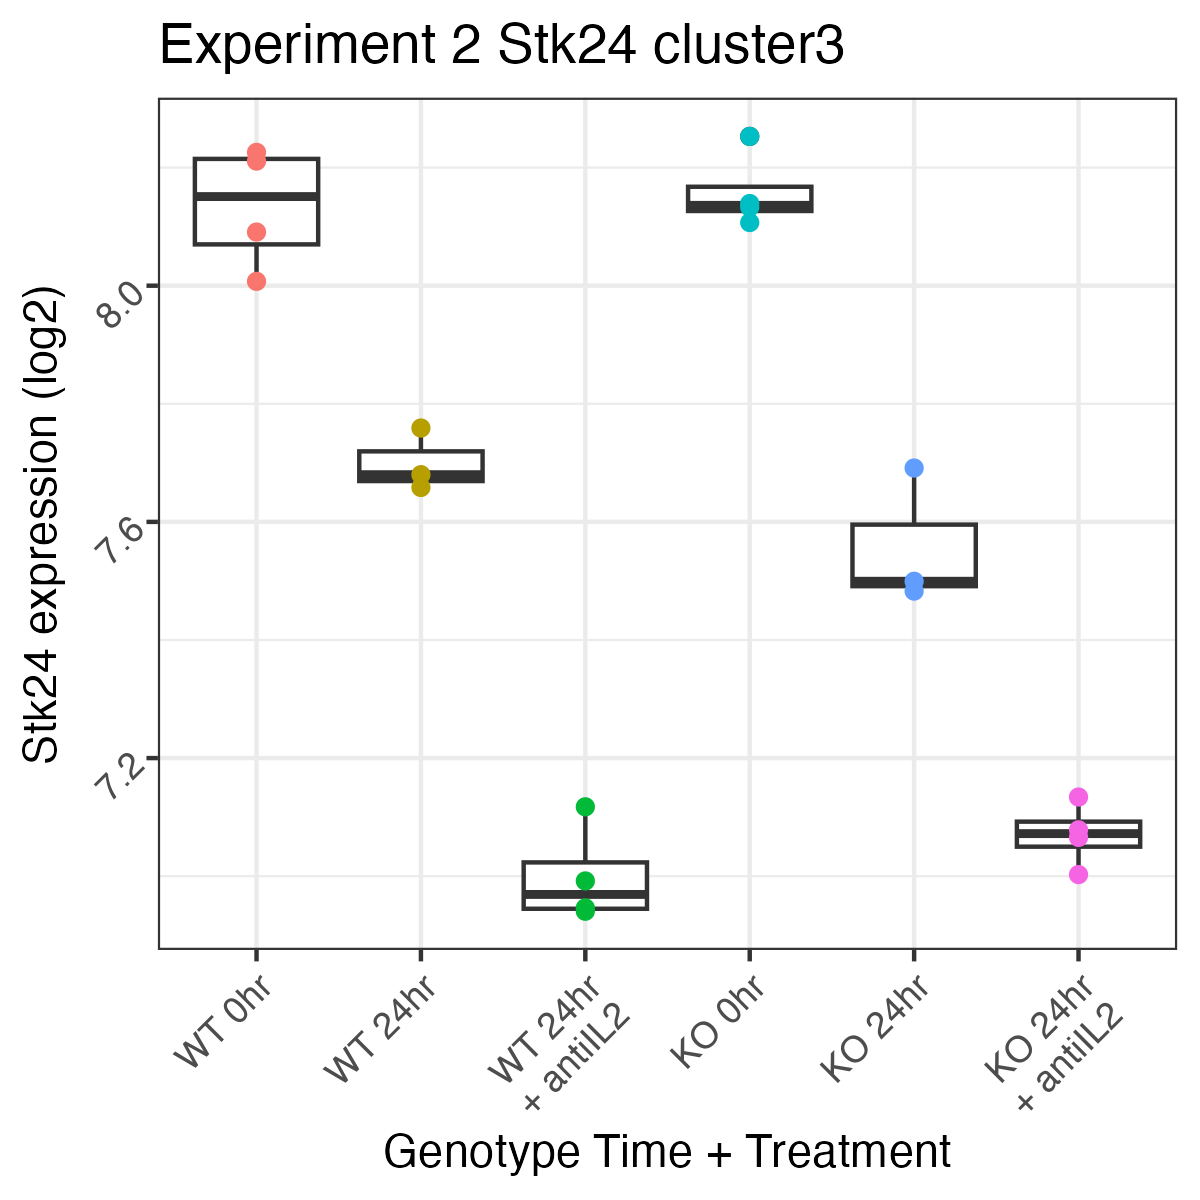 Experiment 2 Stk24 cluster3
Stk24 expression (log2)
8.0
7.6
7.2
WT 0hr
WT 24hr
WT 24hr
+ antiIL2
KO 0hr
KO 24hr
KO 24hr
+ antiIL2
Genotype Time + Treatment